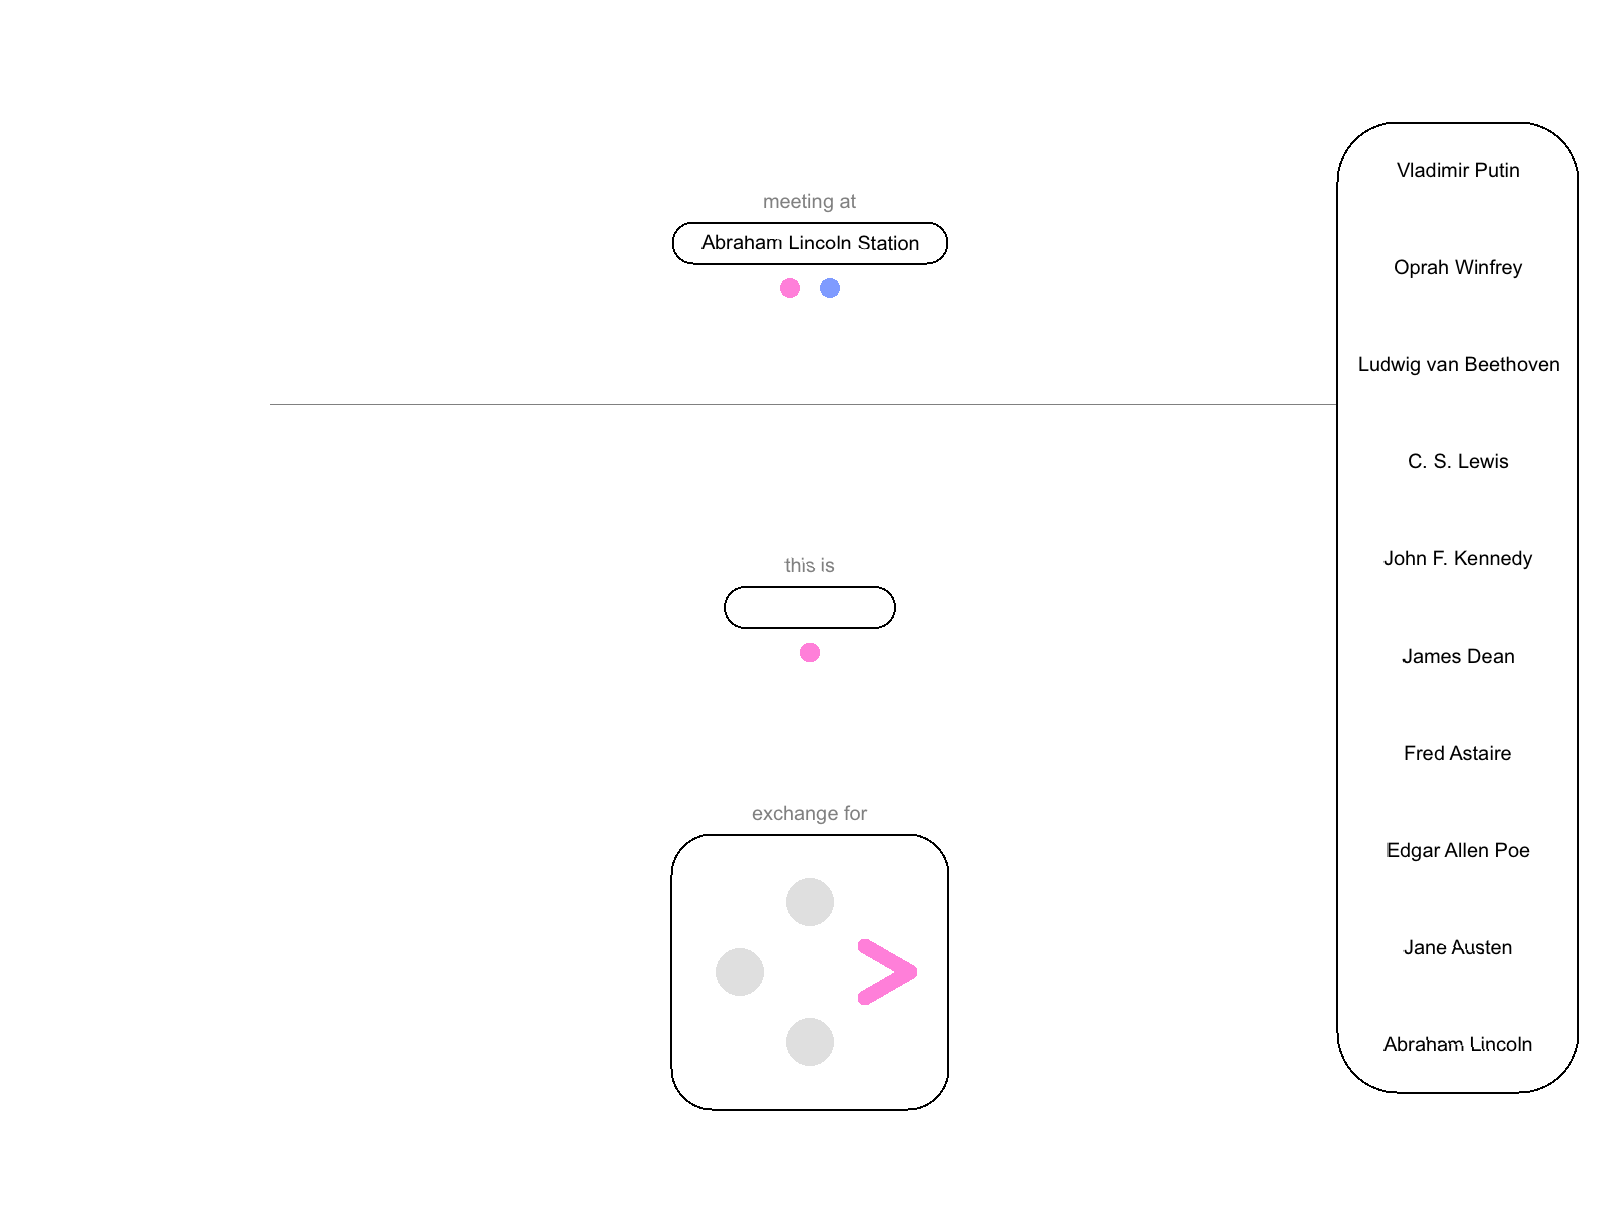 meeting at
Abraham Lincoln Station
this is
exchange for
Vladimir Putin
Oprah Winfrey
Ludwig van Beethoven
C. S. Lewis
John F. Kennedy
James Dean
Fred Astaire
Edgar Allen Poe
Jane Austen
Abraham Lincoln